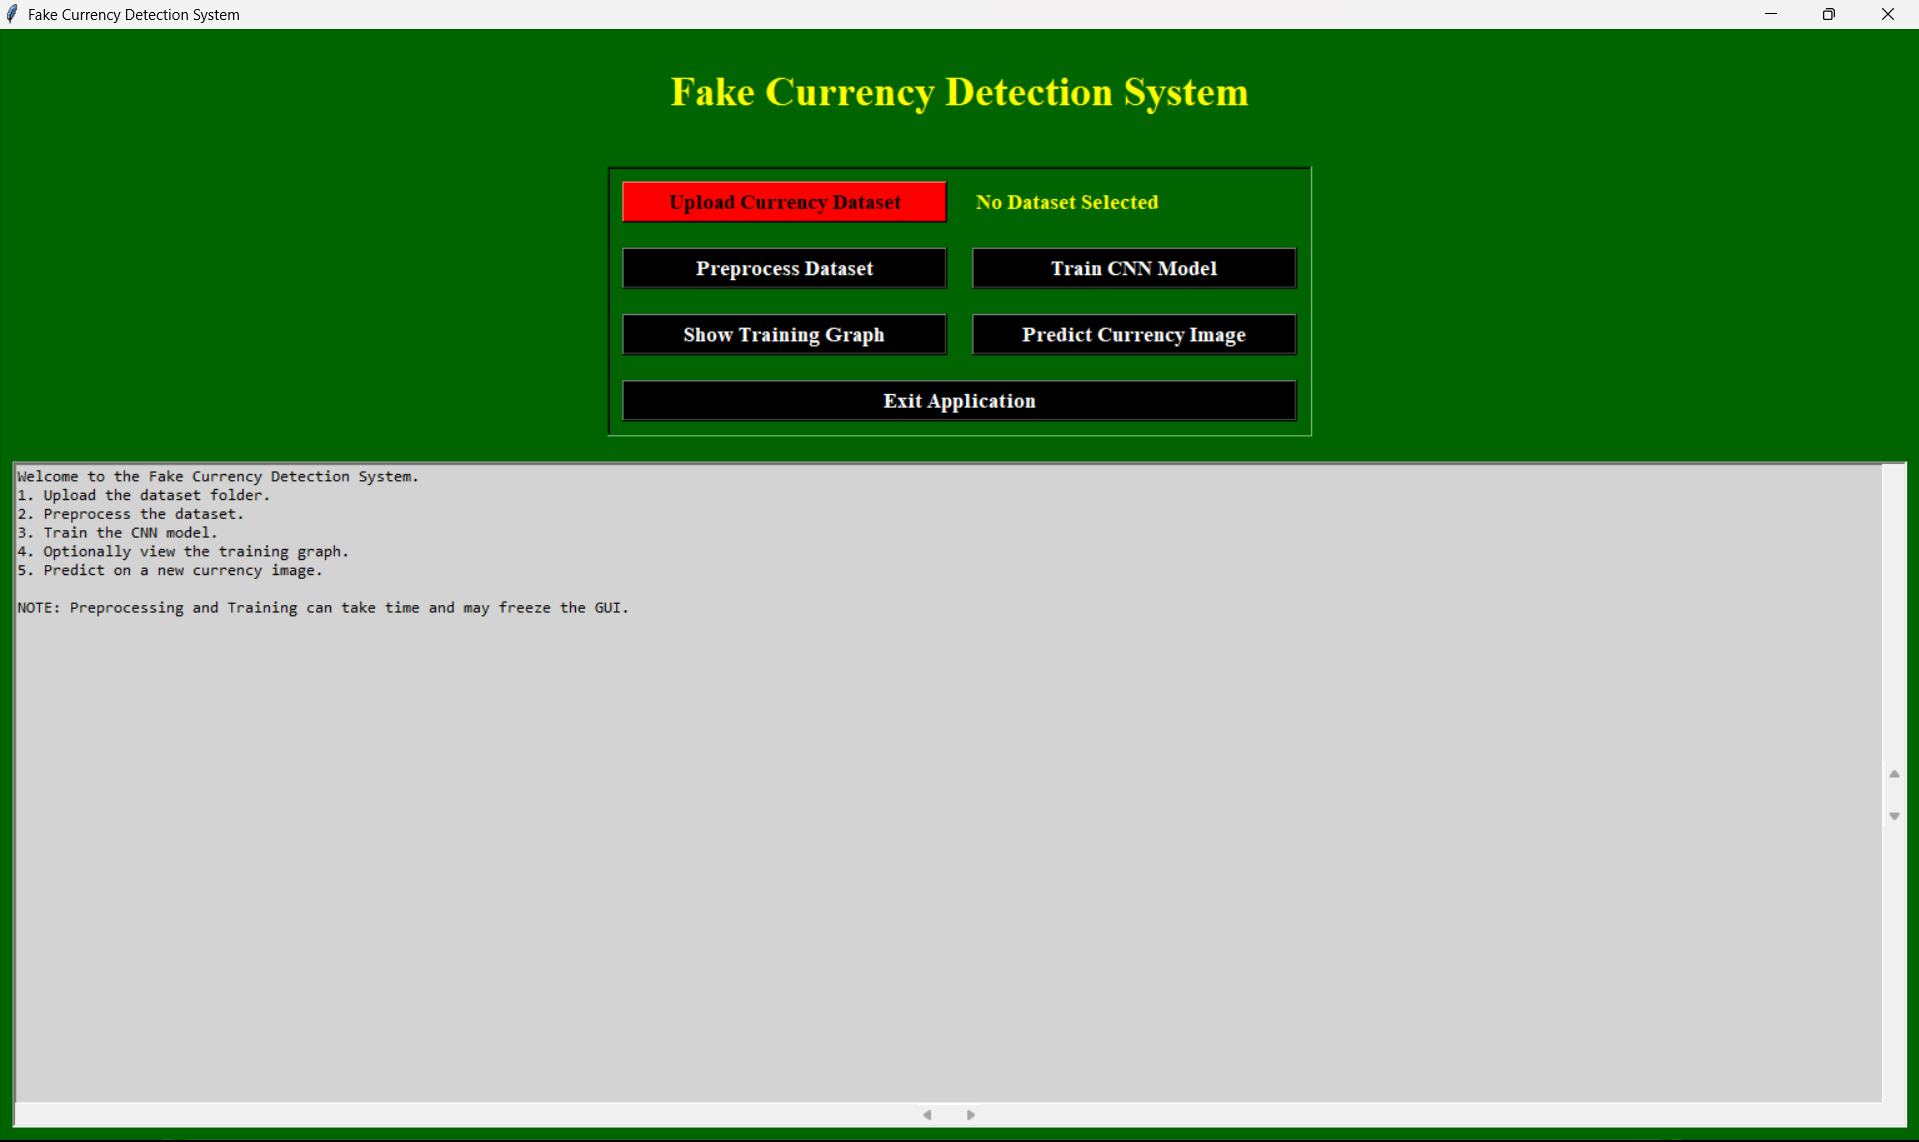 Fake Currency Detection System
Fake Currency Detection System
Upload Currency Dataset No Dataset Selected
Preprocess Dataset Train CNN Model
Show Training Graph Predict Currency Image
Exit Application
Welcome to the Fake Currency Detection System.
1. Upload the dataset folder.
2. Preprocess the dataset.
3. Train the CNN model.
4. Optionally view the training graph.
5. Predict on a new currency image.
NOTE: Preprocessing and Training can take time and may freeze the GUI.